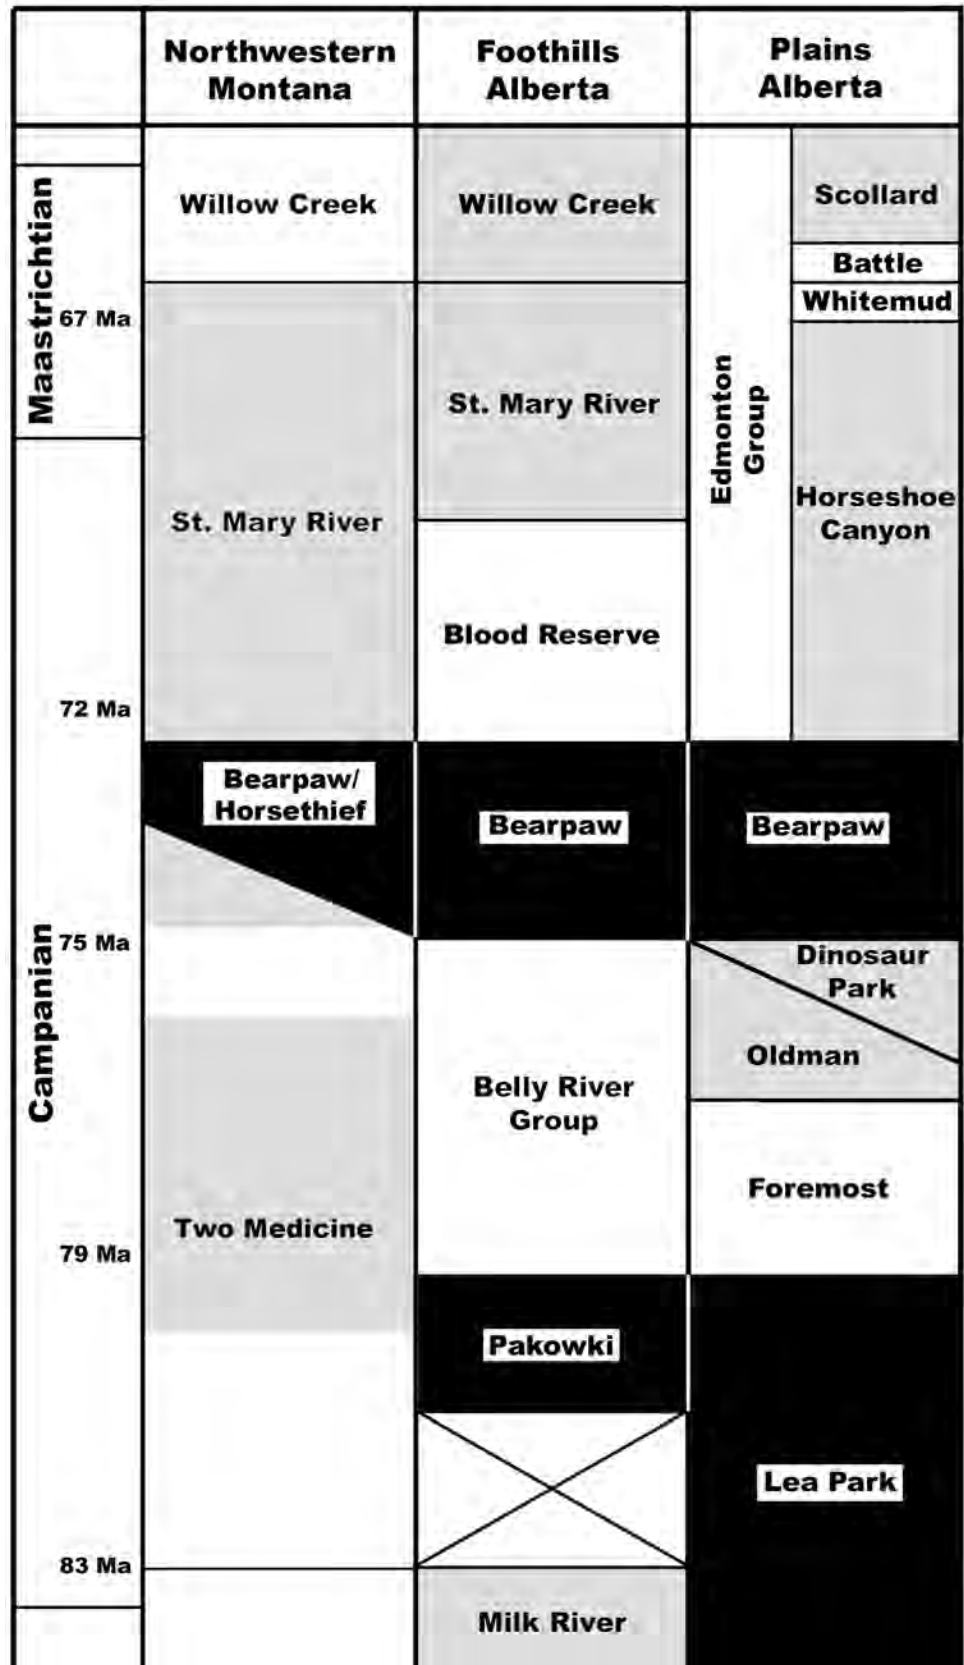 Northwestern
Montana
Foothills
Alberta
Plains
Alberta
Maastrichtian
67 Ma
Campanian
72 Ma
75 Ma
79 Ma
83 Ma
Willow Creek
St. Mary River
Bearpaw/
Horsethief
Two Medicine
Willow Creek
St. Mary River
Blood Reserve
Bearpaw
Belly River
Group
Pakowki
Milk River
Edmonton
Group
Scollard
Battle
Whitemud
Horseshoe
Canyon
Bearpaw
Dinosaur
Park
Oldman
Foremost
Lea Park